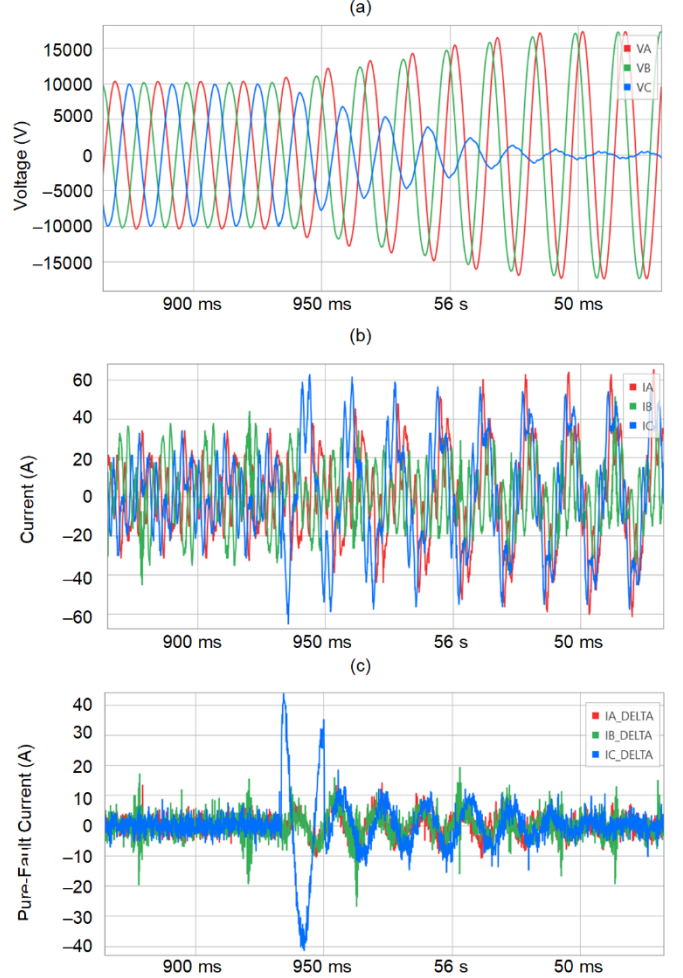 (a)
15000
10000
5000
0
−5000
−10000
−15000
Voltage (V)
VA
VB
VC
900 ms
950 ms
56 s
50 ms
(b)
60
40
20
0
−20
−40
−60
Current (A)
IA
IB
IC
900 ms
950 ms
56 s
50 ms
(c)
40
30
20
10
0
−10
−20
−30
−40
Pure-Fault Current (A)
IA_DELTA
IB_DELTA
IC_DELTA
900 ms
950 ms
56 s
50 ms